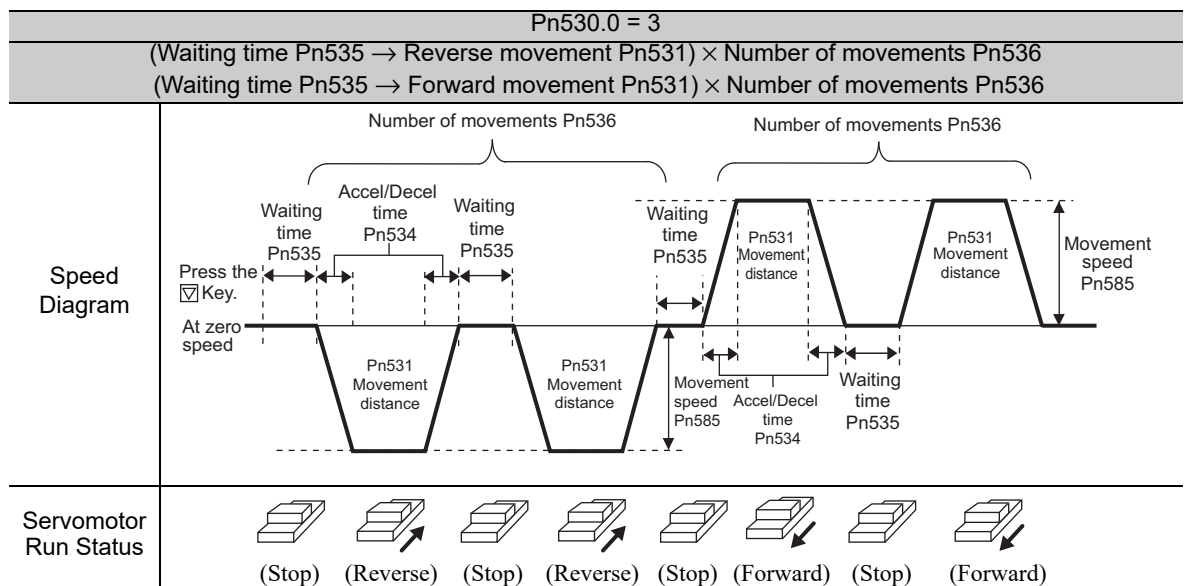 Pn530.0 = 3
(Waiting time Pn535 → Reverse movement Pn531) × Number of movements Pn536
(Waiting time Pn535 → Forward movement Pn531) × Number of movements Pn536
Speed
Diagram
Number of movements Pn536
Number of movements Pn536
Waiting
time
Pn535
Accel/Decel
time
Pn534
Waiting
time
Pn535
Waiting
time
Pn535
Pn531
Movement
distance
Pn531
Movement
distance
Movement
speed
Pn585
Press the
▽ Key.
At zero
speed
Pn531
Movement
distance
Pn531
Movement
distance
Movement
speed
Pn585
Accel/Decel
time
Pn534
Waiting
time
Pn535
Servomotor
Run Status
(Stop) (Reverse) (Stop) (Reverse) (Stop) (Forward) (Stop) (Forward)